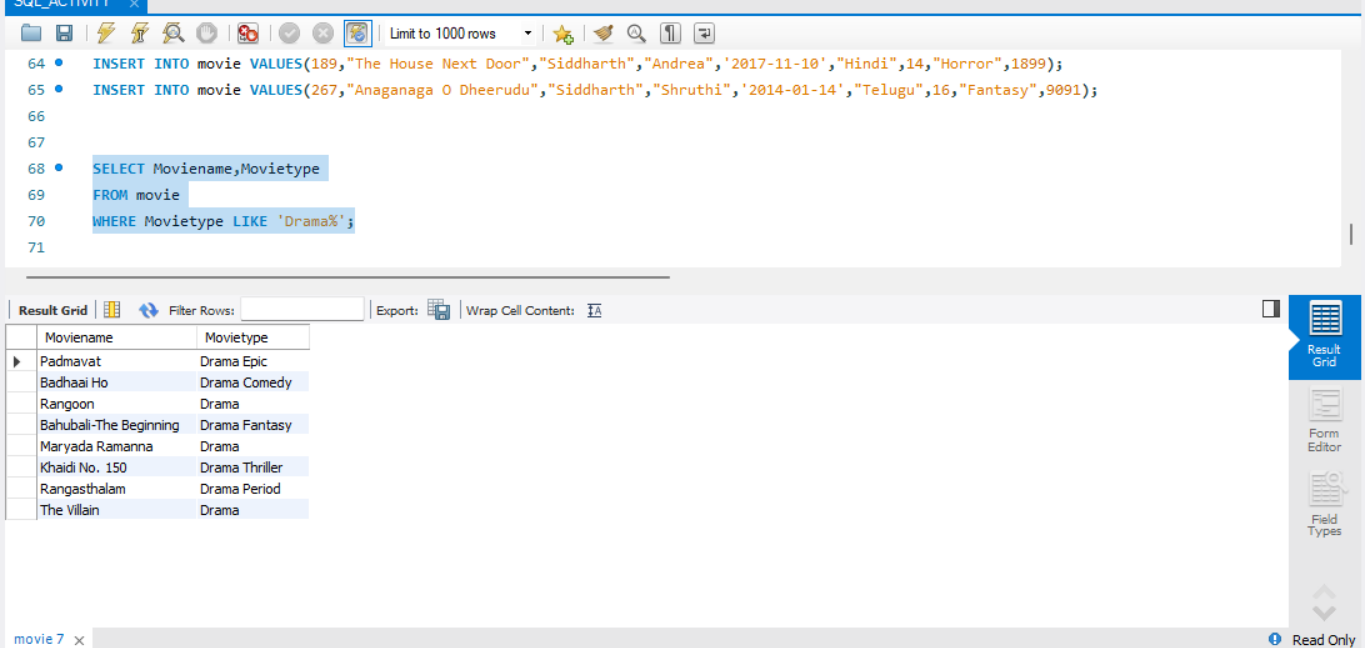 SQL_ACTIVITY ×
Limit to 1000 rows
64 INSERT INTO movie VALUES(189,"The House Next Door","Siddharth","Andrea",'2017-11-10',"Hindi",14,"Horror",1899);
65 INSERT INTO movie VALUES(267,"Anaganaga O Dheerudu","Siddharth","Shruthi",'2014-01-14',"Telugu",16,"Fantasy",9091);
66
67
68 SELECT Moviename,Movietype
69 FROM movie
70 WHERE Movietype LIKE 'Drama%';
71
Result Grid Filter Rows: Export: Wrap Cell Content:
Moviename Movietype
Padmavat Drama Epic
Badhaai Ho Drama Comedy
Rangoon Drama
Bahubali-The Beginning Drama Fantasy
Maryada Ramanna Drama
Khaidi No. 150 Drama Thriller
Rangasthalam Drama Period
The Villain Drama
Result
Grid
Form
Editor
Field
Types
movie 7 ×
Read Only